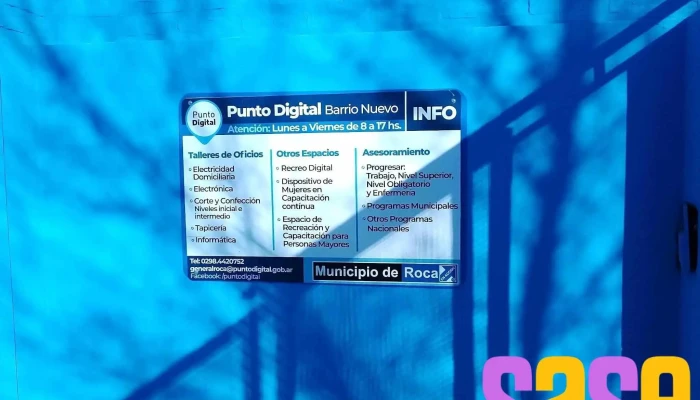 Punto
Digital
Punto Digital Barrio Nuevo
Atención: Lunes a Viernes de 8 a 17 hs.
INFO
Talleres de Oficios
Electricidad
Domiciliaria
Electrónica
Corte y Confección
Niveles inicial e
intermedio
Tapicería
Informática
Otros Espacios
Recreo Digital
Dispositivo de
Mujeres en
Capacitación
continua
Espacio de
Recreación y
Capacitación para
Personas Mayores
Asesoramiento
Progresar:
Trabajo, Nivel Superior,
Nivel Obligatorio
y Enfermería
Programas Municipales
Otros Programas
Nacionales
Tel: 0298.4420752
generalroca@puntodigital.gob.ar
Facebook: /puntodigital
Municipio de Roca